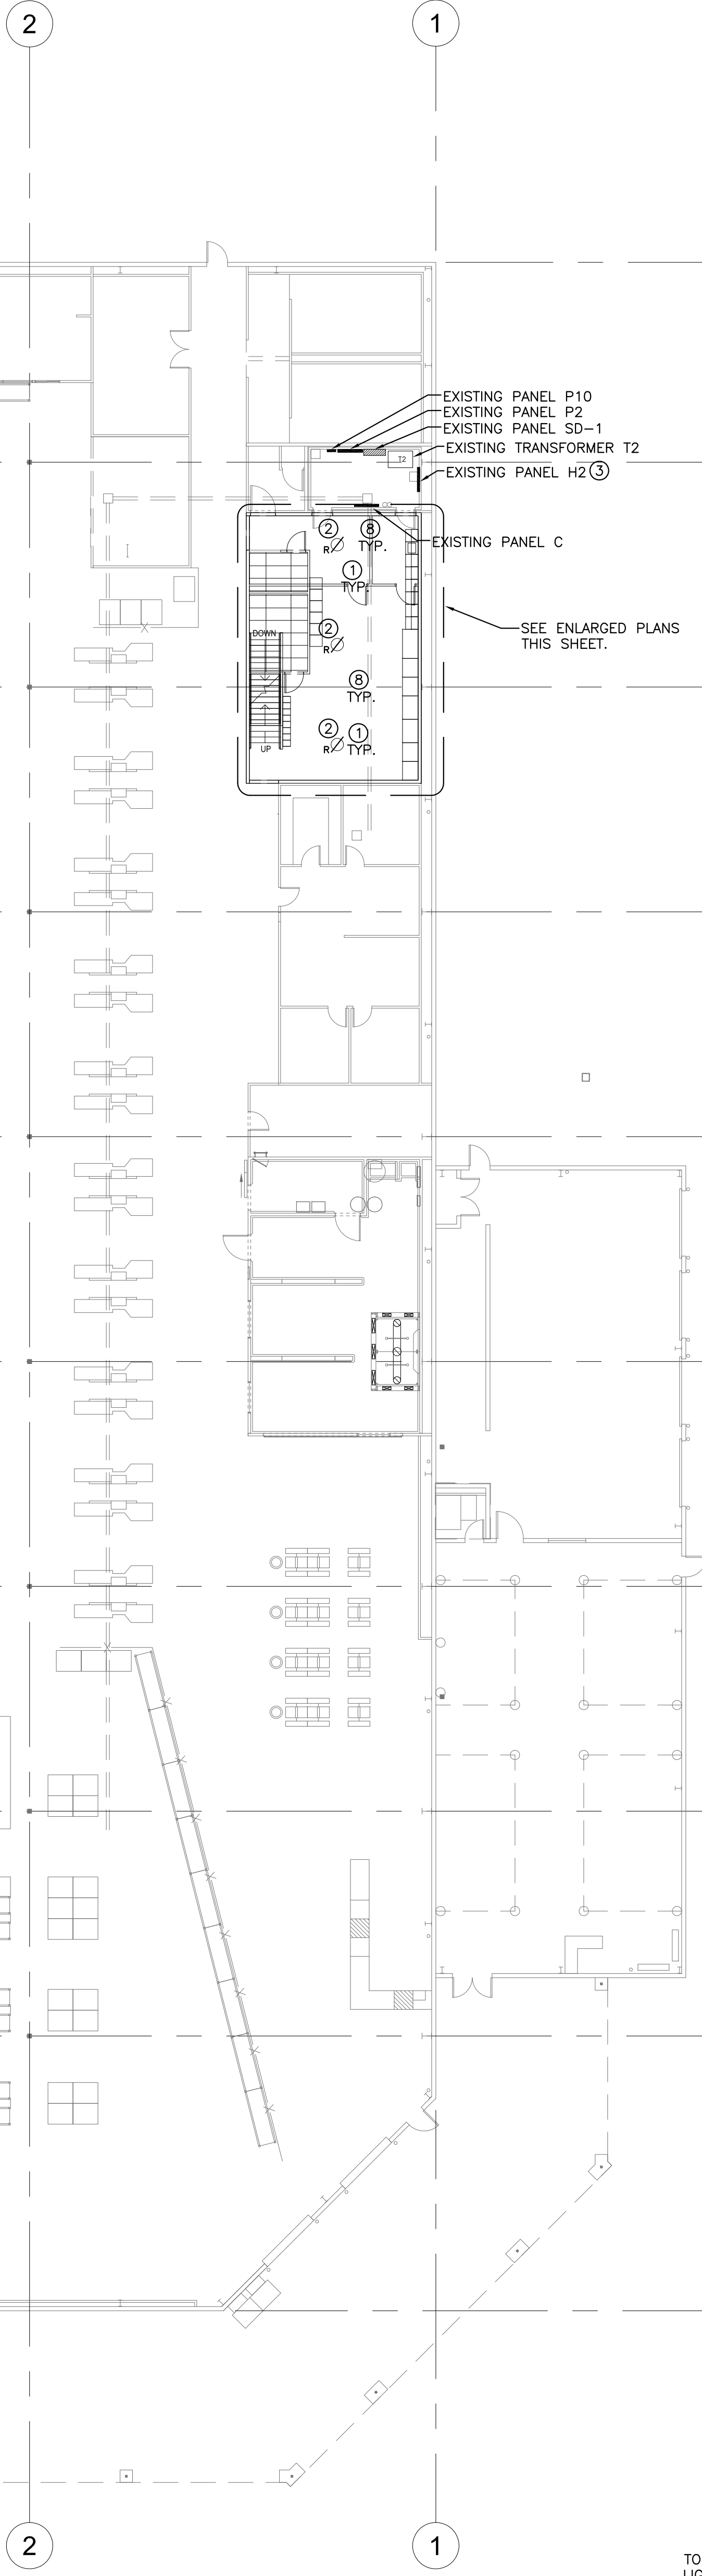 2 1
EXISTING PANEL P10
EXISTING PANEL P2
EXISTING PANEL SD-1
EXISTING TRANSFORMER T2
T2
EXISTING PANEL H2 3
2 8
R TYP.
EXISTING PANEL C
1
TYP.
2
R
DOWN
SEE ENLARGED PLANS
THIS SHEET.
8
TYP.
2 1
R TYP.
UP
2 1
TO
LIG